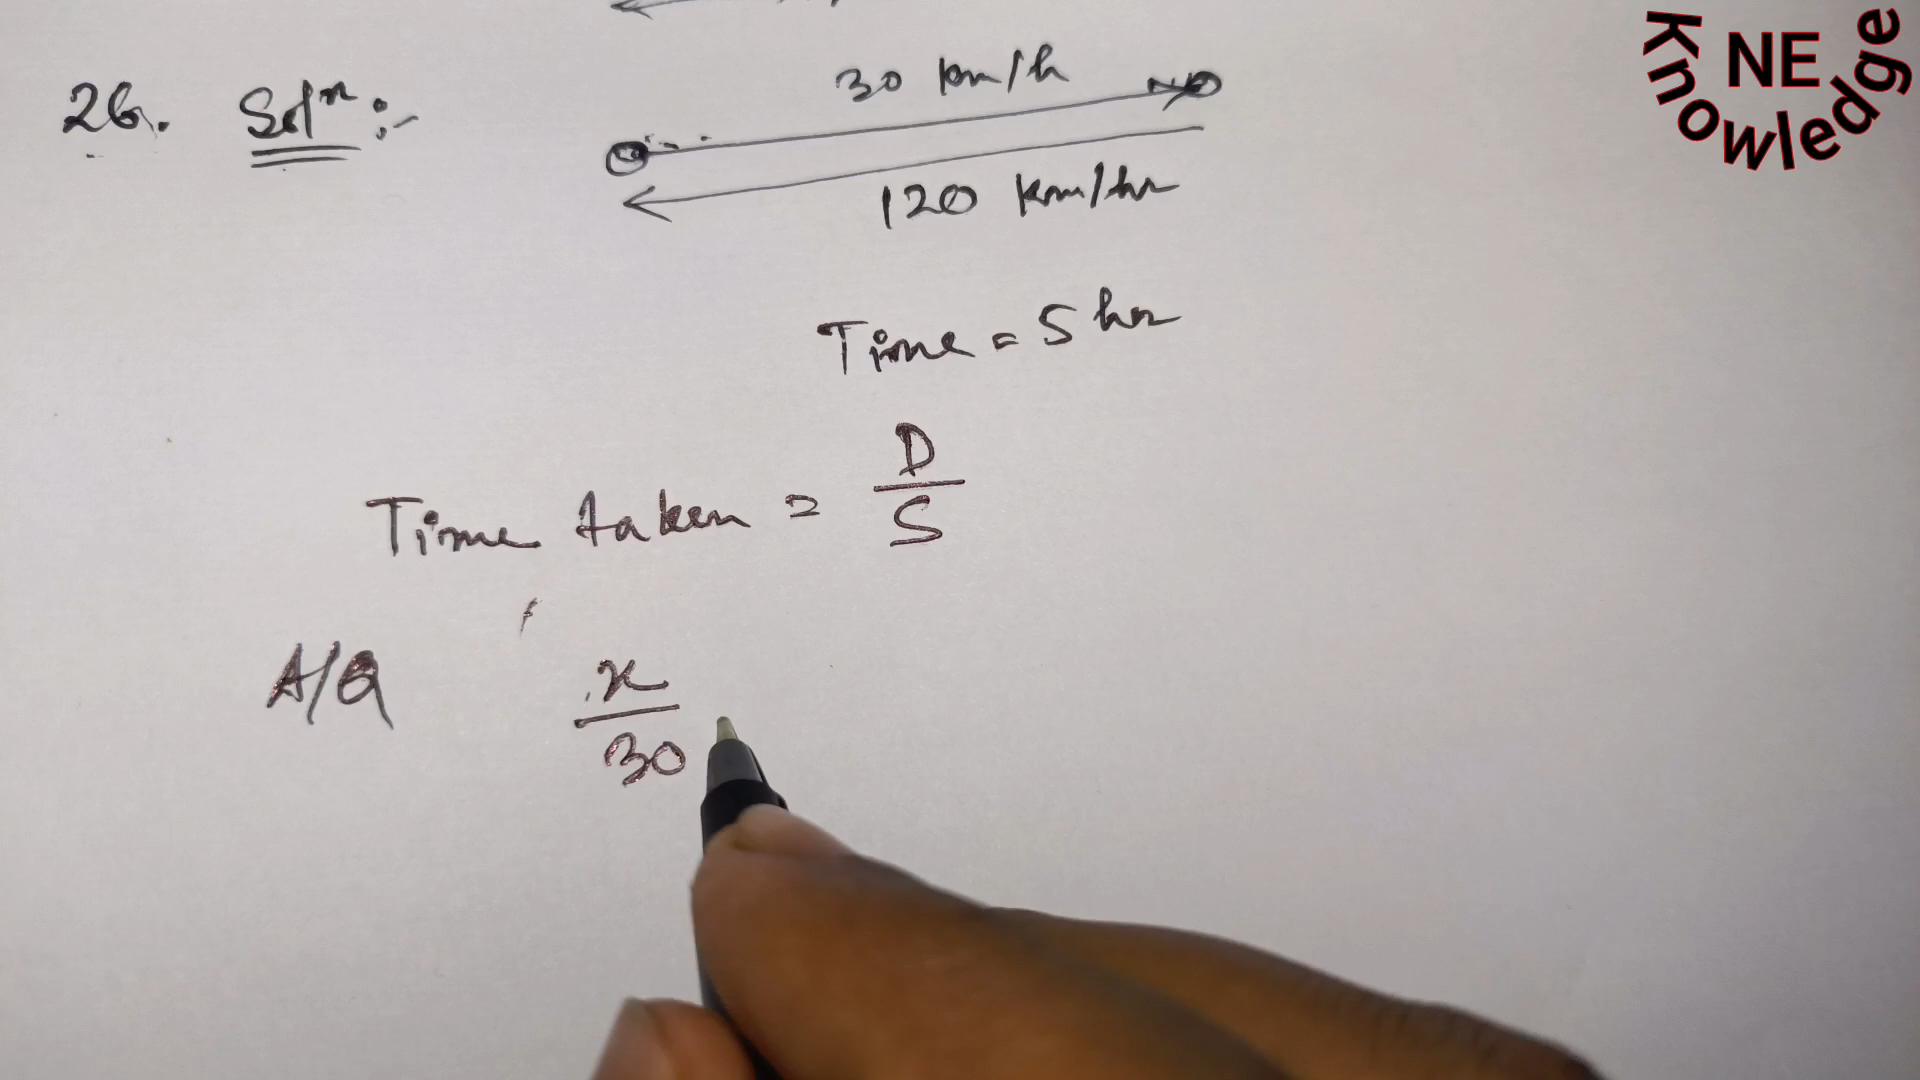 26. Solⁿ :-
30 km/h
120 km/hr
Time = 5 hr
Time taken = D/S
A/Q x/30
NE Knowledge